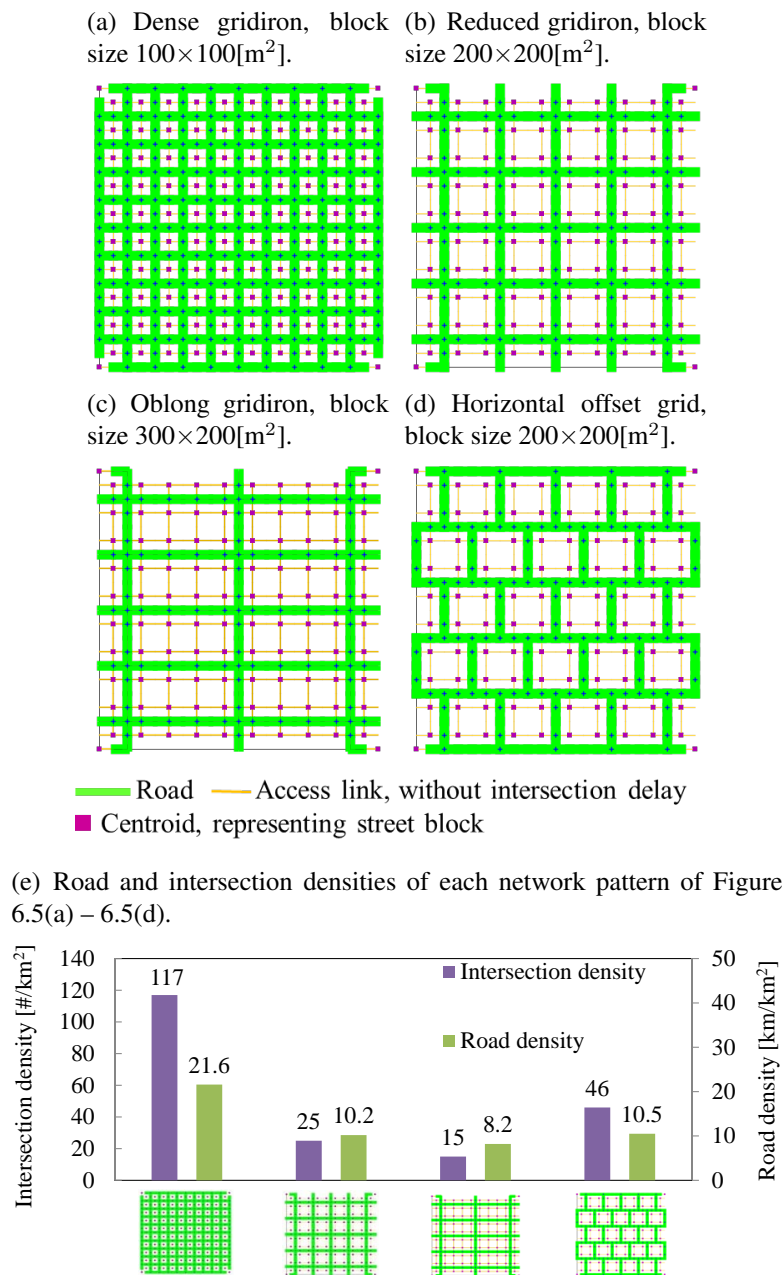 (a) Dense gridiron, block
size 100×100[m²].
(b) Reduced gridiron, block
size 200×200[m²].
(c) Oblong gridiron, block
size 300×200[m²].
(d) Horizontal offset grid,
block size 200×200[m²].
Road
Access link, without intersection delay
Centroid, representing street block
(e) Road and intersection densities of each network pattern of Figure
6.5(a) – 6.5(d).
Intersection density [#/km²]
140
120
100
80
60
40
20
0
117
21.6
25
10.2
15
8.2
46
10.5
Intersection density
Road density
50
40
30
20
10
0
Road density [km/km²]